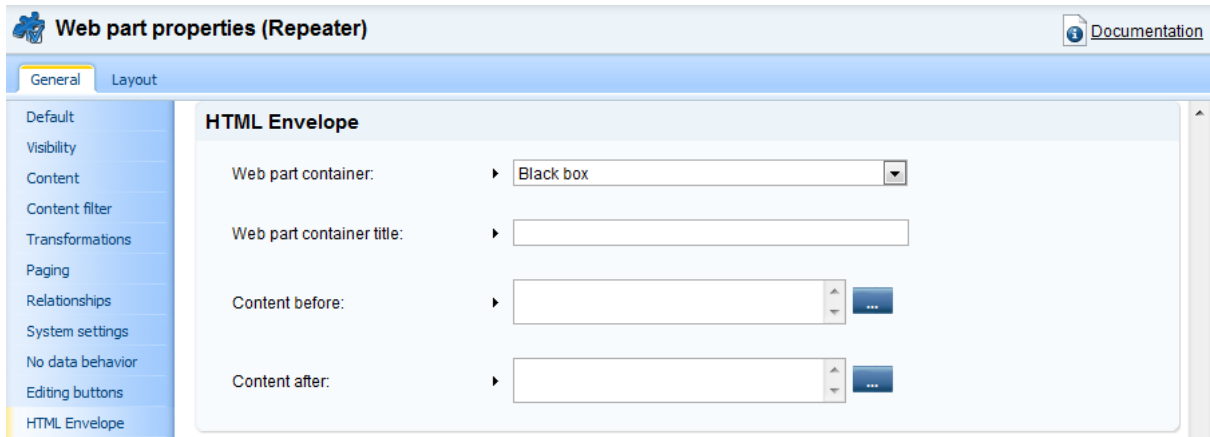 Web part properties (Repeater)
Documentation
General
Layout
Default
Visibility
Content
Content filter
Transformations
Paging
Relationships
System settings
No data behavior
Editing buttons
HTML Envelope
HTML Envelope
Web part container: Black box
Web part container title:
Content before: ...
Content after: ...